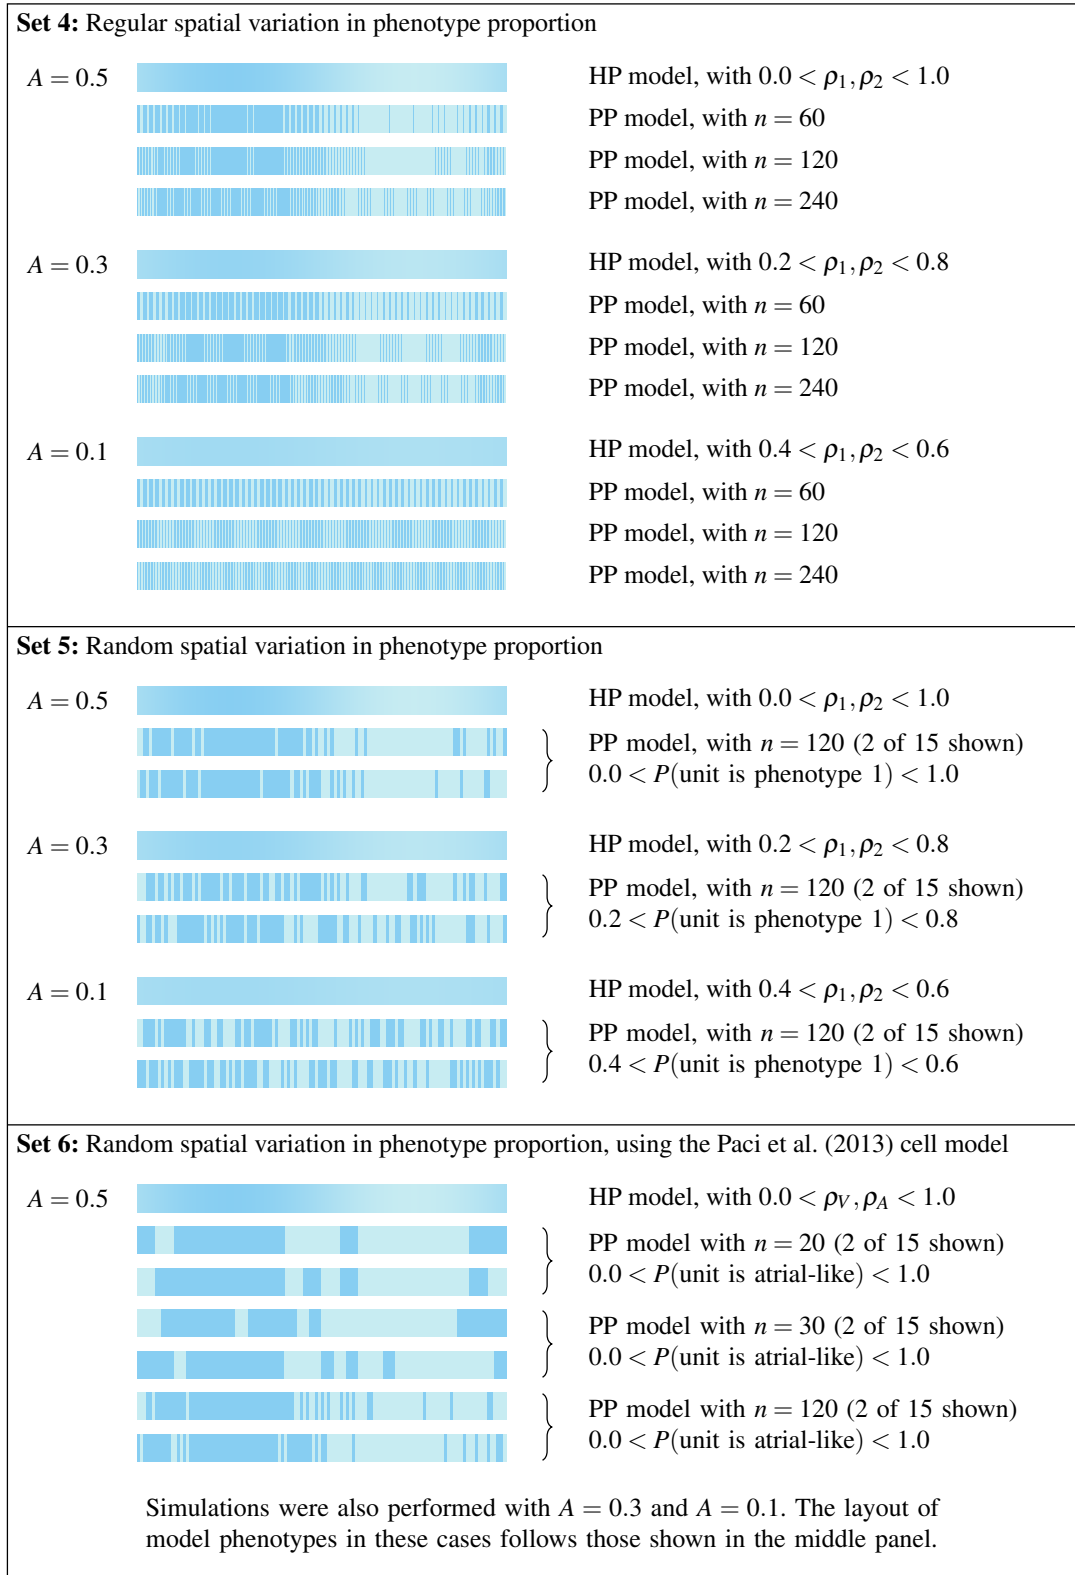 Set 4: Regular spatial variation in phenotype proportion
A = 0.5
HP model, with 0.0 < ρ₁, ρ₂ < 1.0
PP model, with n = 60
PP model, with n = 120
PP model, with n = 240
A = 0.3
HP model, with 0.2 < ρ₁, ρ₂ < 0.8
PP model, with n = 60
PP model, with n = 120
PP model, with n = 240
A = 0.1
HP model, with 0.4 < ρ₁, ρ₂ < 0.6
PP model, with n = 60
PP model, with n = 120
PP model, with n = 240
Set 5: Random spatial variation in phenotype proportion
A = 0.5
HP model, with 0.0 < ρ₁, ρ₂ < 1.0
PP model, with n = 120 (2 of 15 shown)
0.0 < P(unit is phenotype 1) < 1.0
A = 0.3
HP model, with 0.2 < ρ₁, ρ₂ < 0.8
PP model, with n = 120 (2 of 15 shown)
0.2 < P(unit is phenotype 1) < 0.8
A = 0.1
HP model, with 0.4 < ρ₁, ρ₂ < 0.6
PP model, with n = 120 (2 of 15 shown)
0.4 < P(unit is phenotype 1) < 0.6
Set 6: Random spatial variation in phenotype proportion, using the Paci et al. (2013) cell model
A = 0.5
HP model, with 0.0 < ρ_V, ρ_A < 1.0
PP model with n = 20 (2 of 15 shown)
0.0 < P(unit is atrial-like) < 1.0
PP model with n = 30 (2 of 15 shown)
0.0 < P(unit is atrial-like) < 1.0
PP model with n = 120 (2 of 15 shown)
0.0 < P(unit is atrial-like) < 1.0
Simulations were also performed with A = 0.3 and A = 0.1. The layout of
model phenotypes in these cases follows those shown in the middle panel.